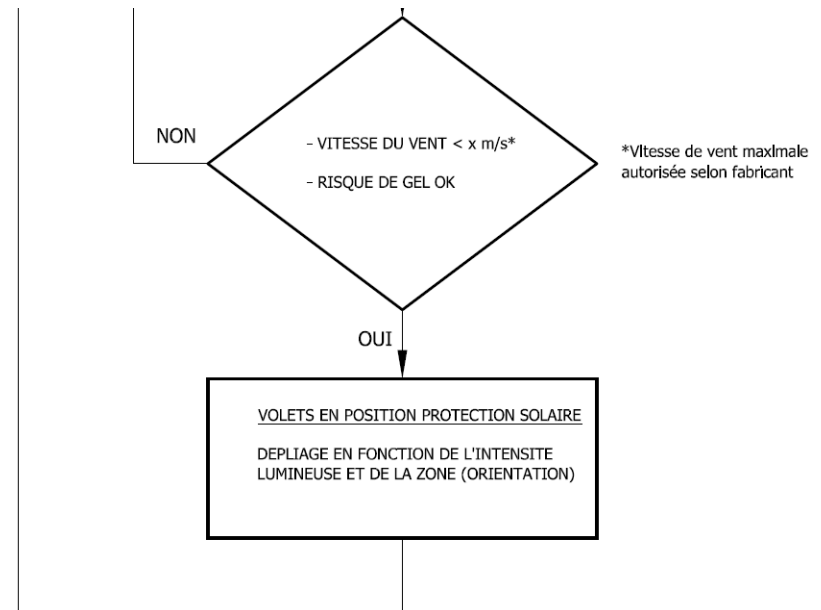 NON
- VITESSE DU VENT < x m/s*
- RISQUE DE GEL OK
*Vitesse de vent maximale
autorisée selon fabricant
OUI
VOLETS EN POSITION PROTECTION SOLAIRE
DEPLIAGE EN FONCTION DE L'INTENSITE
LUMINEUSE ET DE LA ZONE (ORIENTATION)